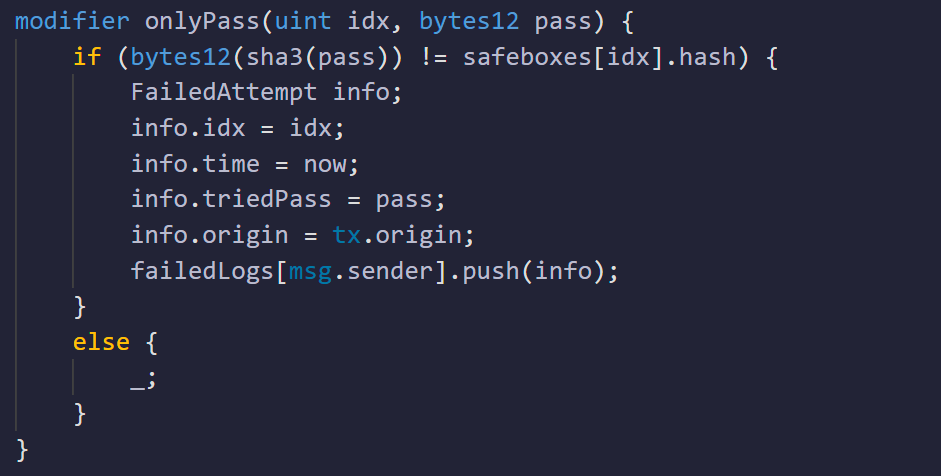 modifier onlyPass(uint idx, bytes12 pass) {
    if (bytes12(sha3(pass)) != safeboxes[idx].hash) {
        FailedAttempt info;
        info.idx = idx;
        info.time = now;
        info.triedPass = pass;
        info.origin = tx.origin;
        failedLogs[msg.sender].push(info);
    }
    else {
        _;
    }
}